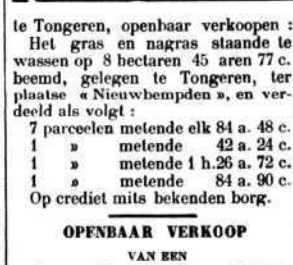 te Tongeren, openbaar verkoopen :
Het gras en nagras staande te
wassen op 8 hectaren 45 aren 77 c.
beemd, gelegen te Tongeren, ter
plaatse « Nieuwbempden », en ver-
deeld als volgt :
7 parceelen metende elk 84 a. 48 c.
1 » metende 42 a. 24 c.
1 » metende 1 h.26 a. 72 c.
1 » metende 84 a. 90 c.
Op crediet mits bekenden borg.
OPENBAAR VERKOOP
VAN EEN